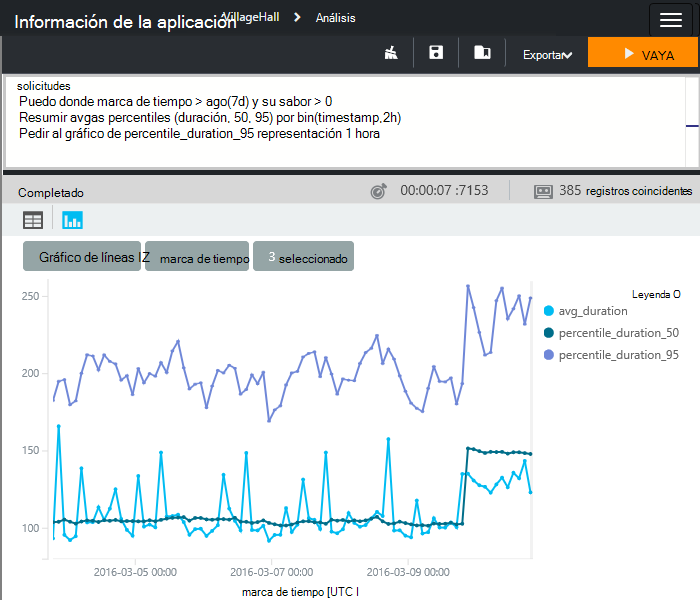 Información de la aplicación VillageHall > Análisis
Exportar
VAYA
solicitudes
Puedo donde marca de tiempo > ago(7d) y su sabor > 0
Resumir avgas percentiles (duración, 50, 95) por bin(timestamp,2h)
Pedir al gráfico de percentile_duration_95 representación 1 hora
Completado
00:00:07 :7153
385 registros coincidentes
Gráfico de líneas IZ
marca de tiempo
3 seleccionado
Leyenda O
avg_duration
percentile_duration_50
percentile_duration_95
250
200
150
100
2016-03-05 00:00 2016-03-07 00:00 2016-03-09 00:00
marca de tiempo [UTC I